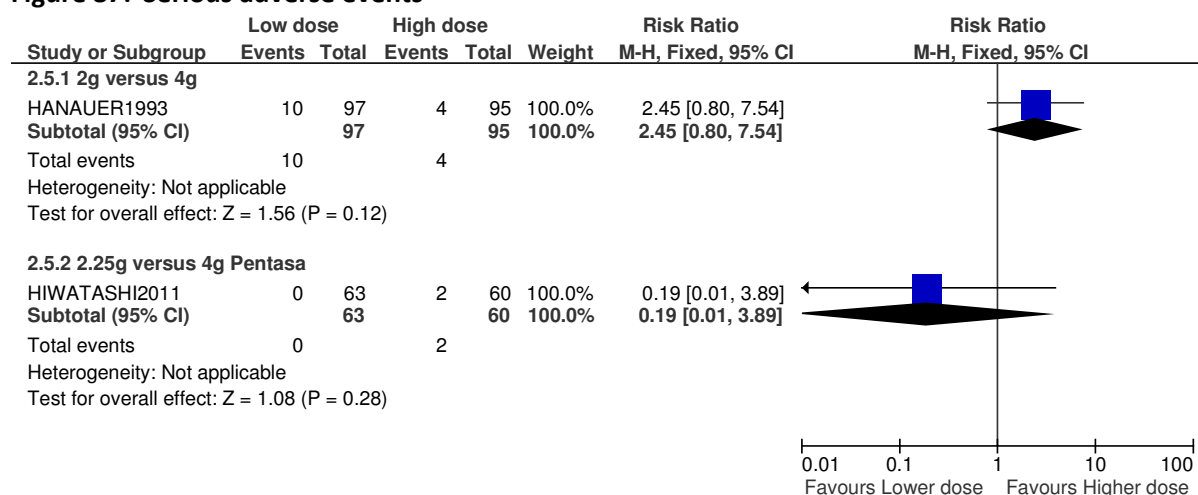 Low dose High dose Risk Ratio Risk Ratio
Study or Subgroup Events Total Events Total Weight M-H, Fixed, 95% CI M-H, Fixed, 95% CI
2.5.1 2g versus 4g
HANAUER1993 10 97 4 95 100.0% 2.45 [0.80, 7.54]
Subtotal (95% CI) 97 95 100.0% 2.45 [0.80, 7.54]
Total events 10 4
Heterogeneity: Not applicable
Test for overall effect: Z = 1.56 (P = 0.12)
2.5.2 2.25g versus 4g Pentasa
HIWATASHI2011 0 63 2 60 100.0% 0.19 [0.01, 3.89]
Subtotal (95% CI) 63 60 100.0% 0.19 [0.01, 3.89]
Total events 0 2
Heterogeneity: Not applicable
Test for overall effect: Z = 1.08 (P = 0.28)
0.01 0.1 1 10 100
Favours Lower dose Favours Higher dose